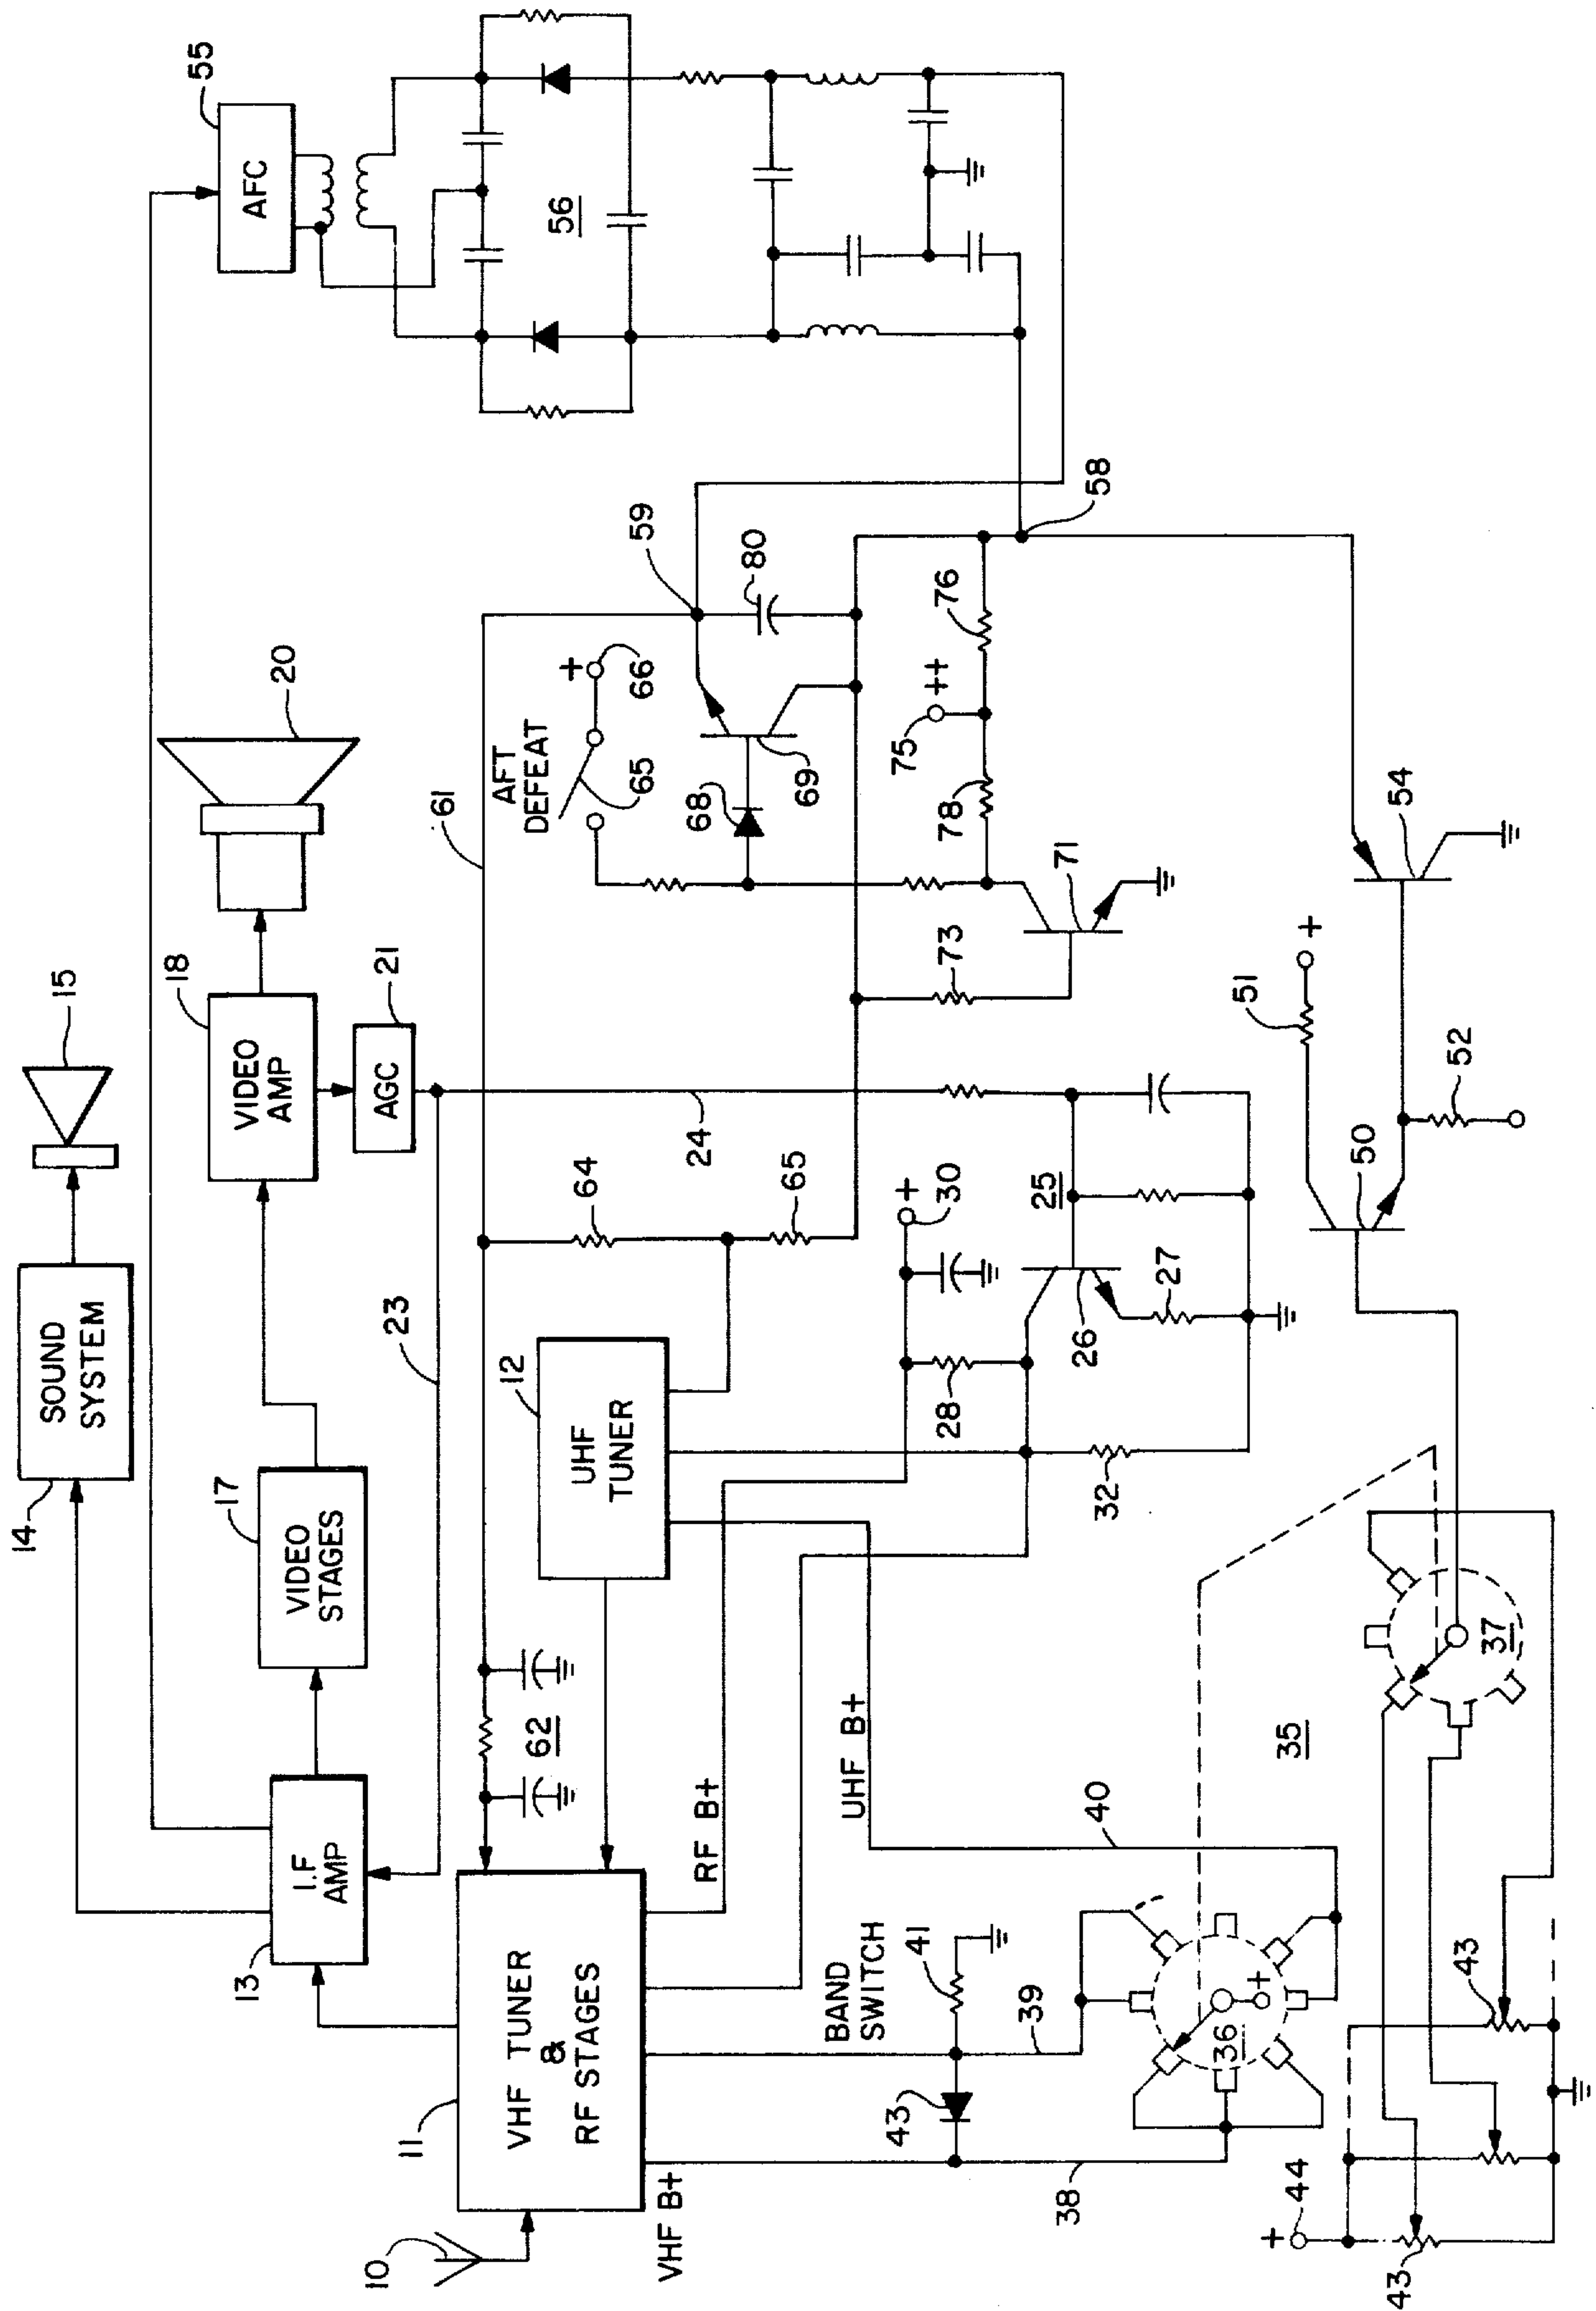 55
AFC
56
15
20
18
VIDEO
AMP
21
AGC
14
SOUND
SYSTEM
17
VIDEO
STAGES
23
24
61
AFT
DEFEAT
65
+
66
59
80
68
69
75
++
76
78
58
71
73
54
64
65
12
UHF
TUNER
+
30
25
28
26
27
32
51
+
50
52
13
I.F
AMP
62
RF B+
UHF B+
10
11
VHF TUNER
&
RF STAGES
VHF B+
BAND
SWITCH
41
43
39
38
40
36
+
35
37
+
44
43
43